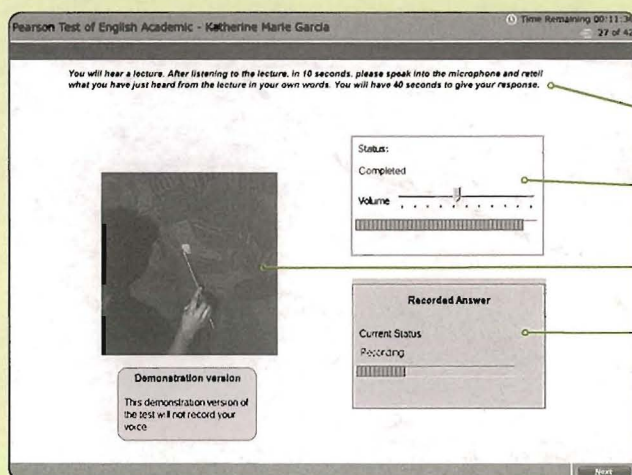 Pearson Test of English Academic - Katherine Marie Garcia
Time Remaining 00:11:36
27 of 42
You will hear a lecture. After listening to the lecture, in 10 seconds, please speak into the microphone and retell
what you have just heard from the lecture in your own words. You will have 40 seconds to give your response.
Status:
Completed
Volume
Recorded Answer
Current Status
Recording
Demonstration version
This demonstration version of
the test will not record your
voice
Next